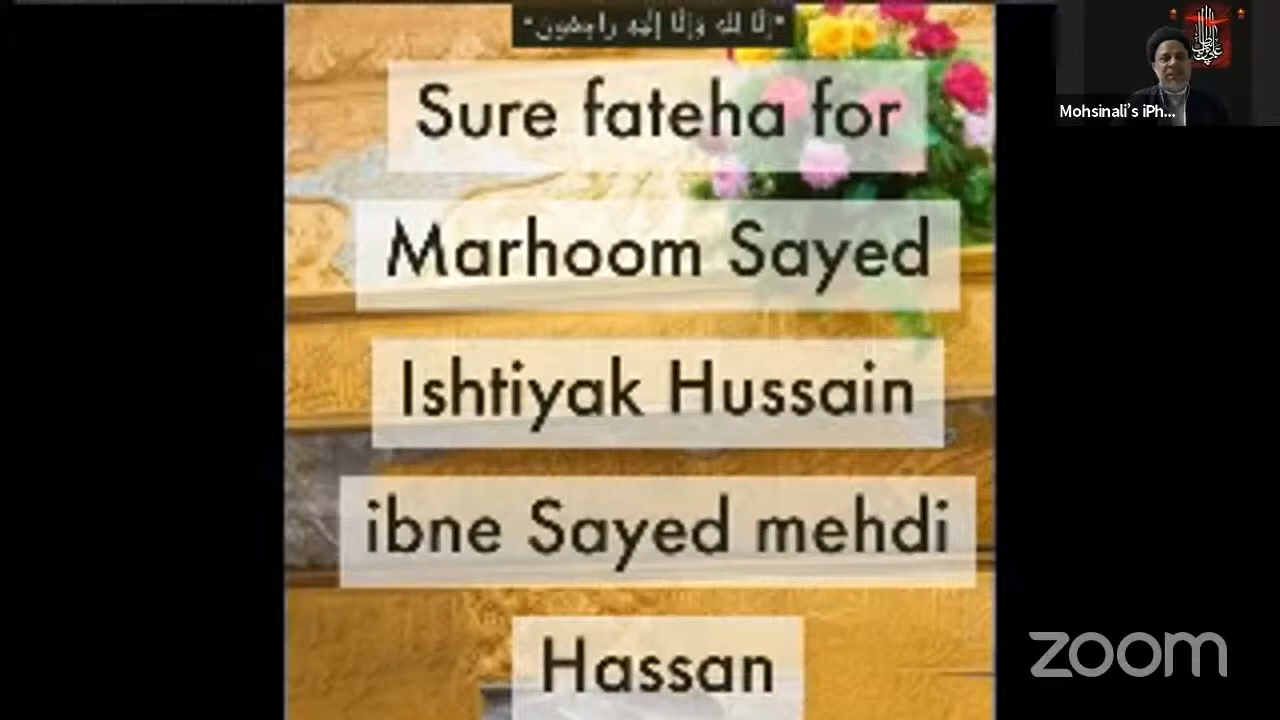 إنا لله وإنا إليه راجعون
Sure fateha for
Marhoom Sayed
Ishtiyak Hussain
ibne Sayed mehdi
Hassan
Mohsinali's iPh...
zoom